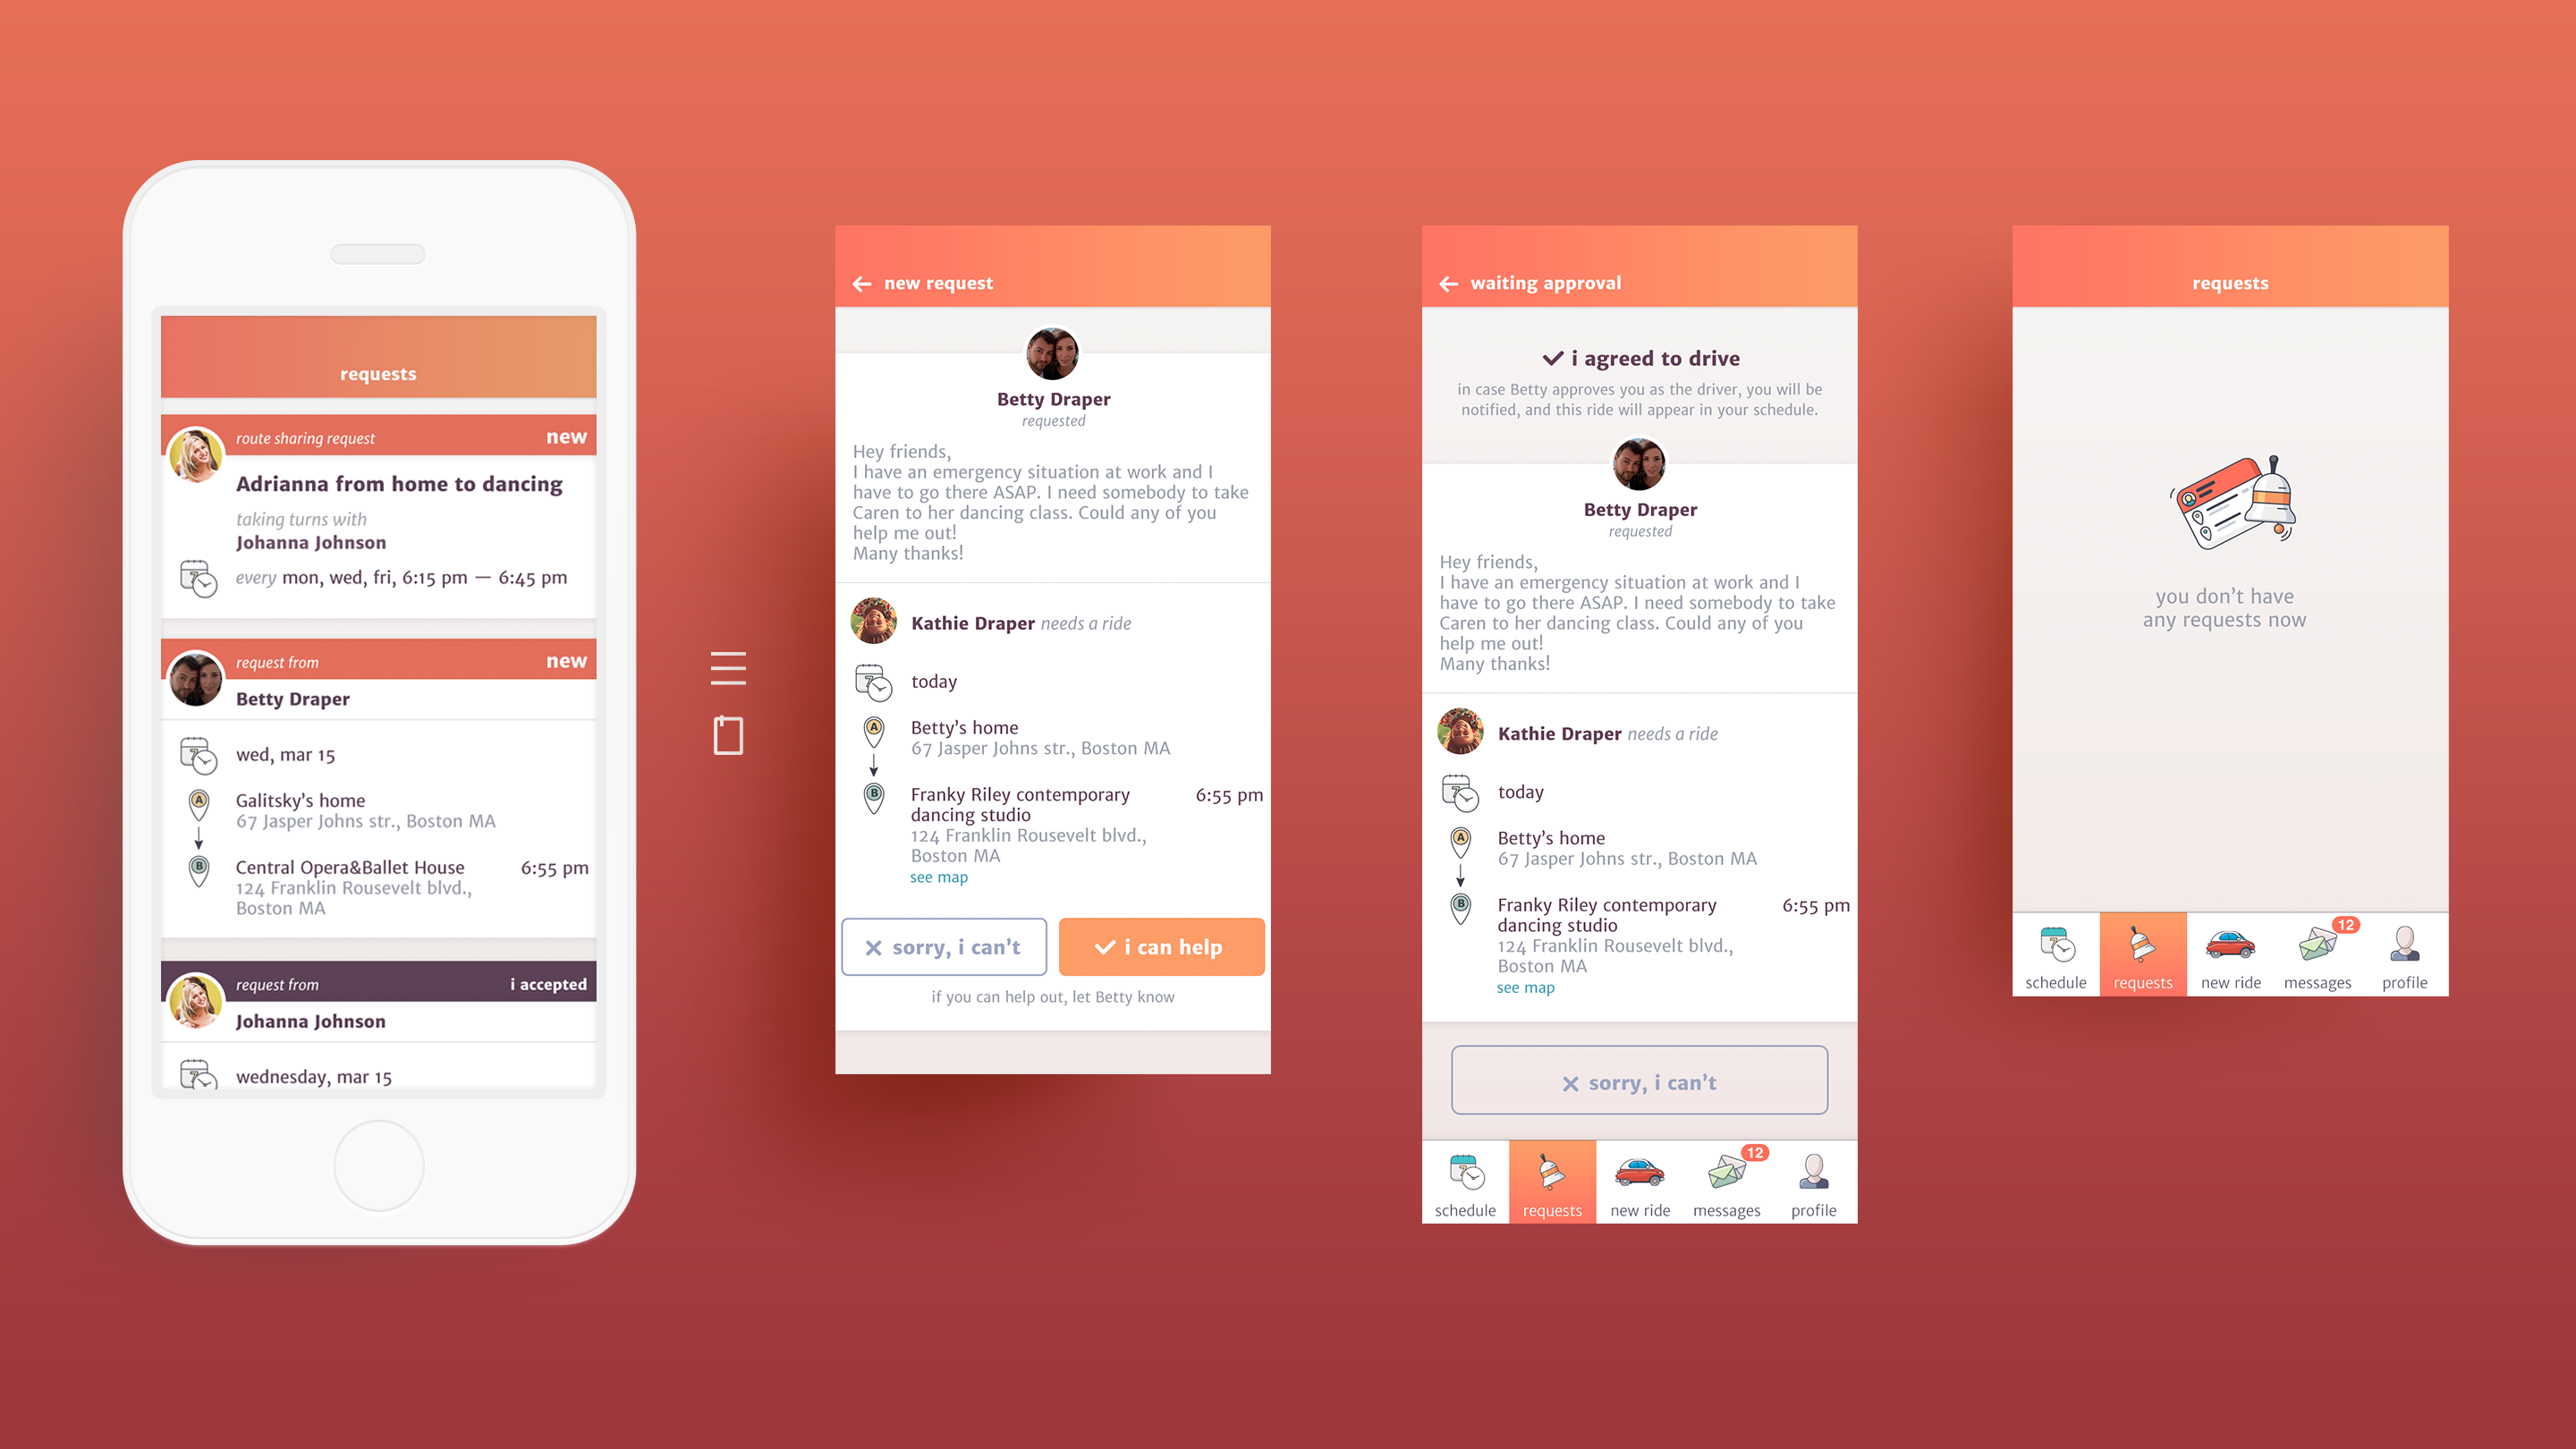 requests
route sharing request new
Adrianna from home to dancing
taking turns with
Johanna Johnson
every mon, wed, fri, 6:15 pm — 6:45 pm
request from new
Betty Draper
wed, mar 15
A
Galitsky's home
67 Jasper Johns str., Boston MA
B
Central Opera&Ballet House 6:55 pm
124 Franklin Rousevelt blvd.,
Boston MA
request from i accepted
Johanna Johnson
wednesday, mar 15
new request
Betty Draper
requested
Hey friends,
I have an emergency situation at work and I
have to go there ASAP. I need somebody to take
Caren to her dancing class. Could any of you
help me out!
Many thanks!
Kathie Draper needs a ride
today
A
Betty's home
67 Jasper Johns str., Boston MA
B
Franky Riley contemporary 6:55 pm
dancing studio
124 Franklin Rousevelt blvd.,
Boston MA
see map
sorry, i can't
i can help
if you can help out, let Betty know
waiting approval
i agreed to drive
in case Betty approves you as the driver, you will be
notified, and this ride will appear in your schedule.
Betty Draper
requested
Hey friends,
I have an emergency situation at work and I
have to go there ASAP. I need somebody to take
Caren to her dancing class. Could any of you
help me out!
Many thanks!
Kathie Draper needs a ride
today
A
Betty's home
67 Jasper Johns str., Boston MA
B
Franky Riley contemporary 6:55 pm
dancing studio
124 Franklin Rousevelt blvd.,
Boston MA
see map
sorry, i can't
12
schedule requests new ride messages profile
requests
you don't have
any requests now
12
schedule requests new ride messages profile